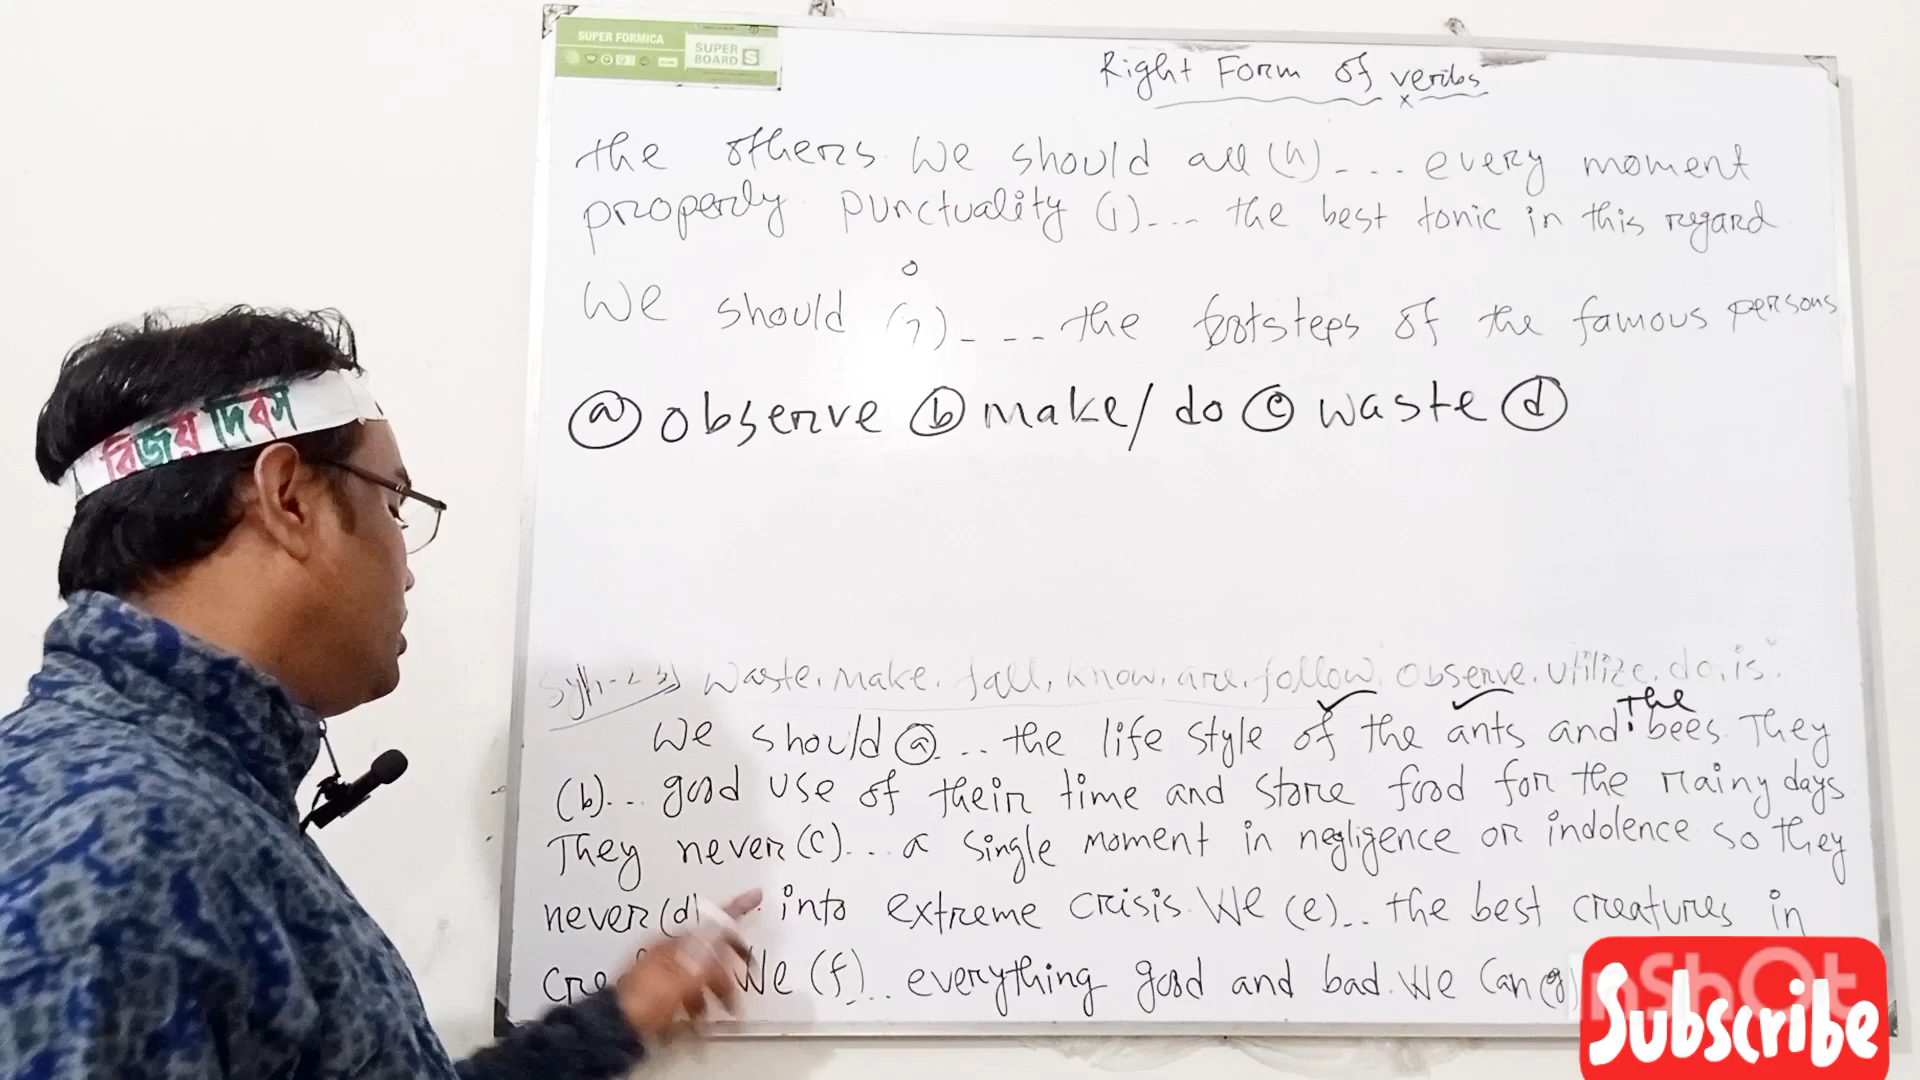 SUPER FORMICA
SUPER BOARD S
Right Form of verbs
the others. We should all (h) - ... every moment
properly. Punctuality (i)... the best tonic in this regard
We should (j) - ... the footsteps of the famous persons
(a) observe (b) make/do (c) waste (d)
waste, make, fall, know, are, follow, observe, utilize, do, is.
The
We should (a)... the life style of the ants and bees. They
(b)... good use of their time and store food for the rainy days
They never (c)... a single moment in negligence or indolence so they
never (d) ... into extreme crisis. We (e)... the best creatures in
We (f)... everything good and bad. We can (g)
বিজয় দিবস
InShOt
Subscribe